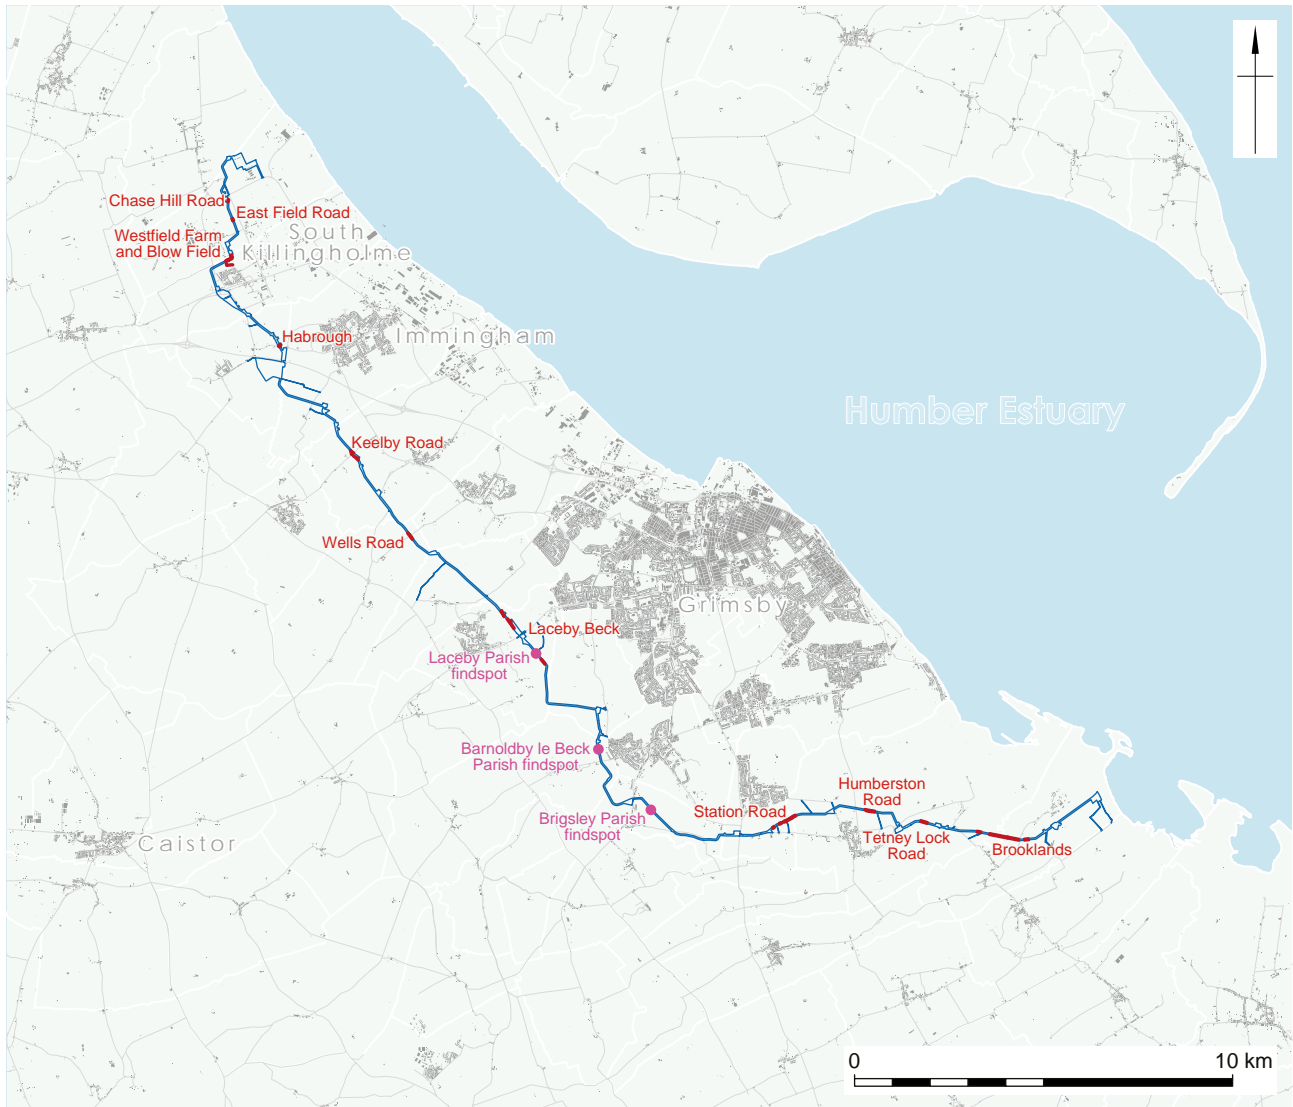 Chase Hill Road
East Field Road
Westfield Farm
and Blow Field
South
Killingholme
Habrough
Immingham
Humber Estuary
Keelby Road
Wells Road
Grimsby
Laceby Beck
Laceby Parish
findspot
Barnoldby le Beck
Parish findspot
Brigsley Parish
findspot
Station Road
Humberston
Road
Tetney Lock
Road
Brooklands
Caistor
0
10 km